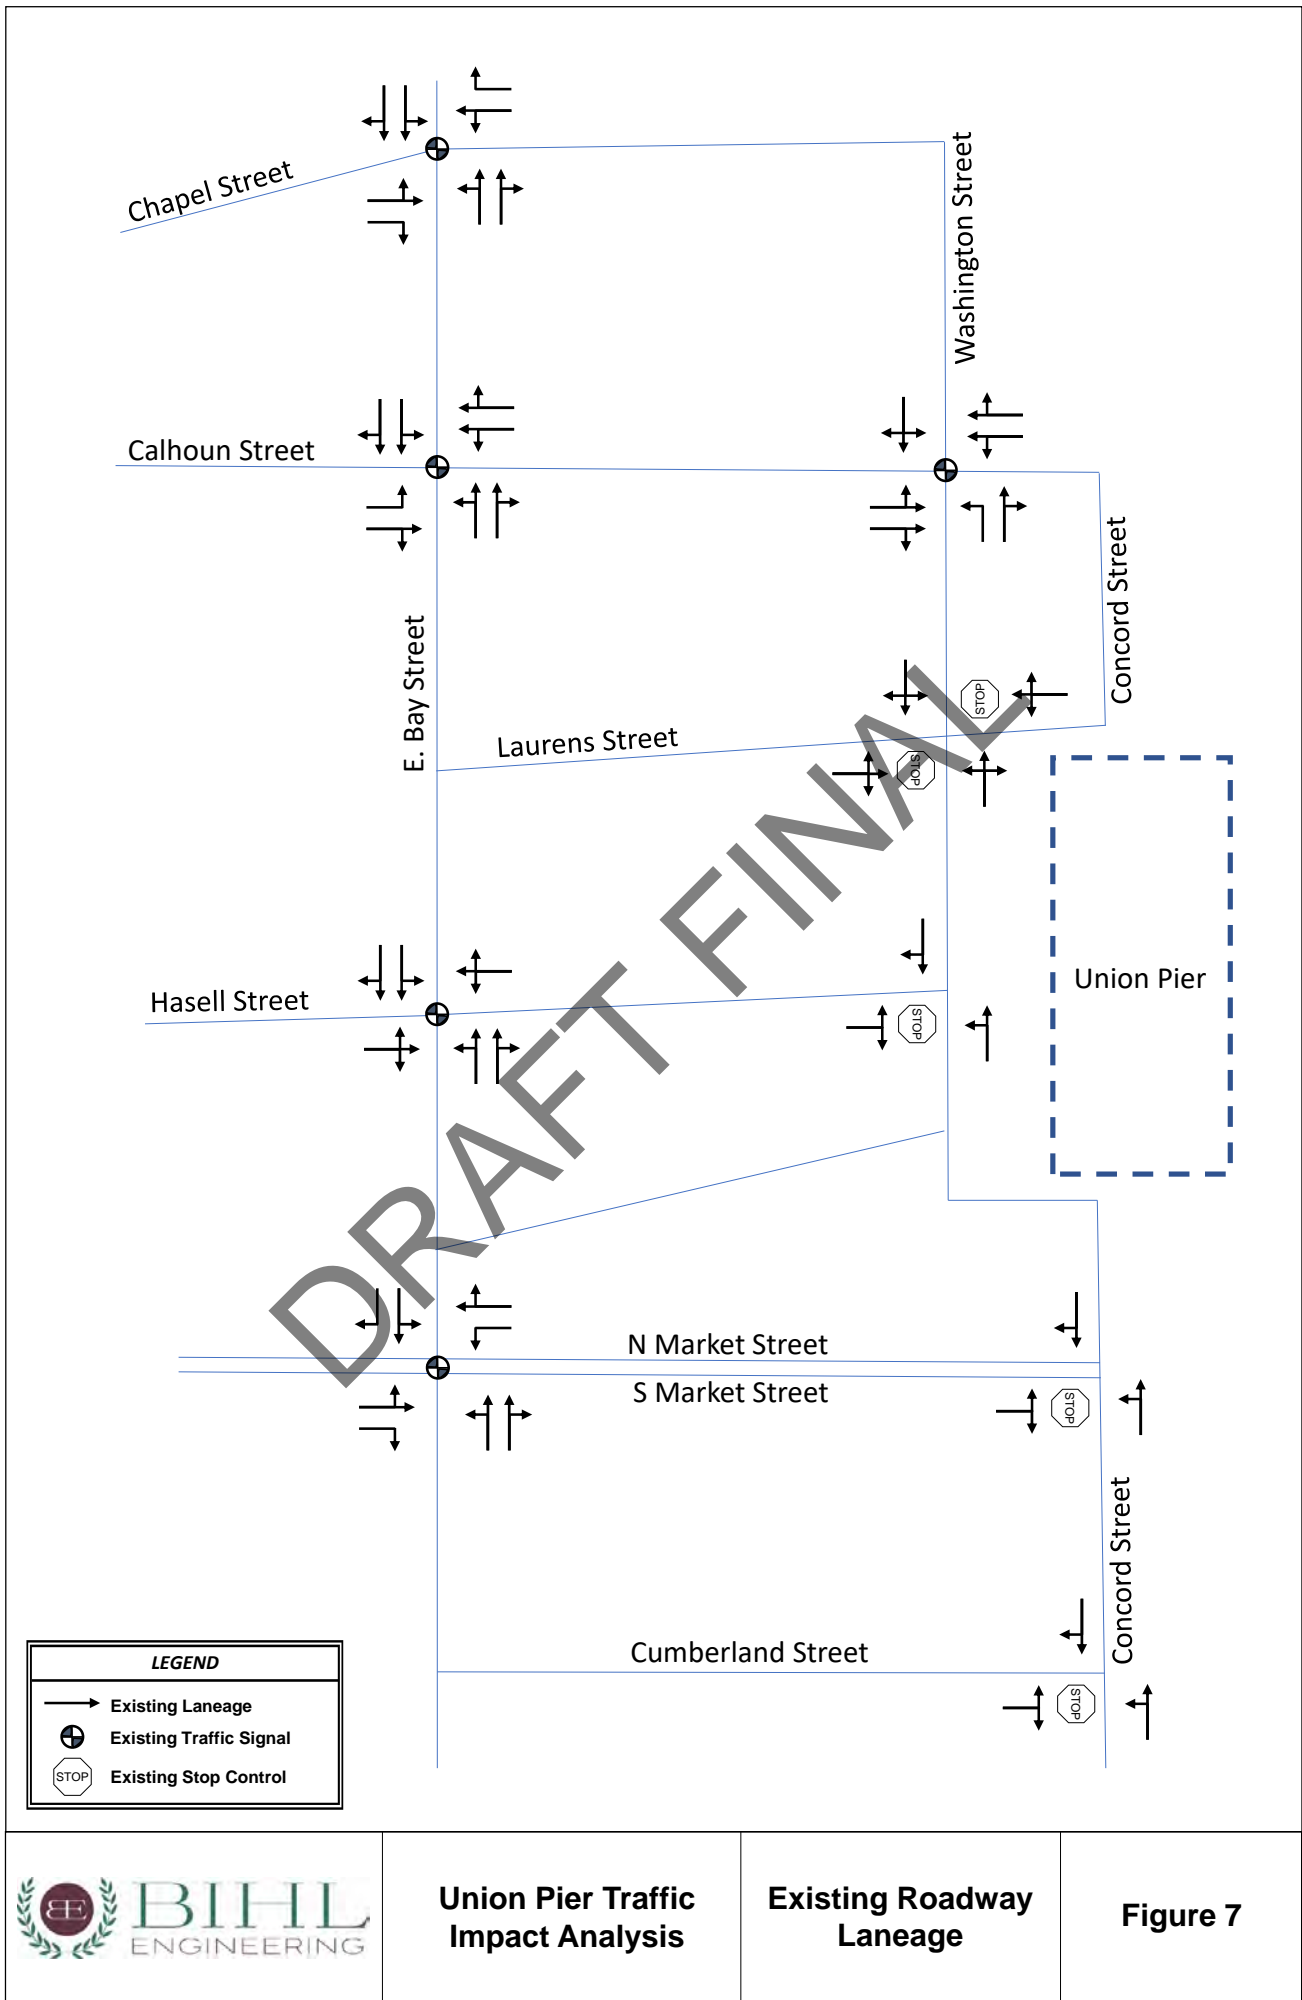 Chapel Street
Washington Street
Calhoun Street
Concord Street
E. Bay Street
Laurens Street
STOP
STOP
Union Pier
Hasell Street
STOP
DRAFT FINAL
N Market Street
S Market Street
STOP
Concord Street
Cumberland Street
STOP
LEGEND
Existing Laneage
Existing Traffic Signal
STOP
Existing Stop Control
BE
BIHL
ENGINEERING
Union Pier Traffic
Impact Analysis
Existing Roadway
Laneage
Figure 7